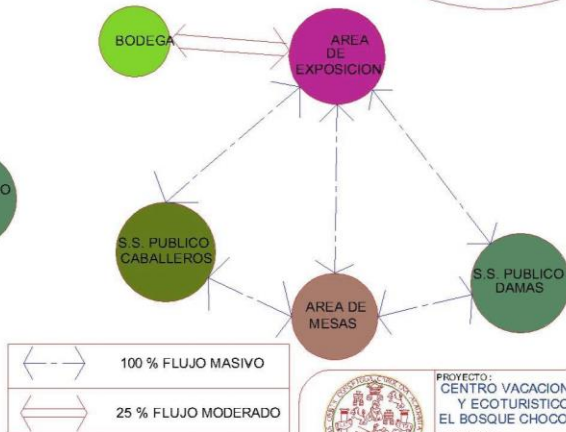 BODEGA
AREA
DE
EXPOSICION
O
S.S. PUBLICO
CABALLEROS
S.S. PUBLICO
DAMAS
AREA DE
MESAS
100 % FLUJO MASIVO
25 % FLUJO MODERADO
PROYECTO:
CENTRO VACACION
Y ECOTURISTICO
EL BOSQUE CHOCO